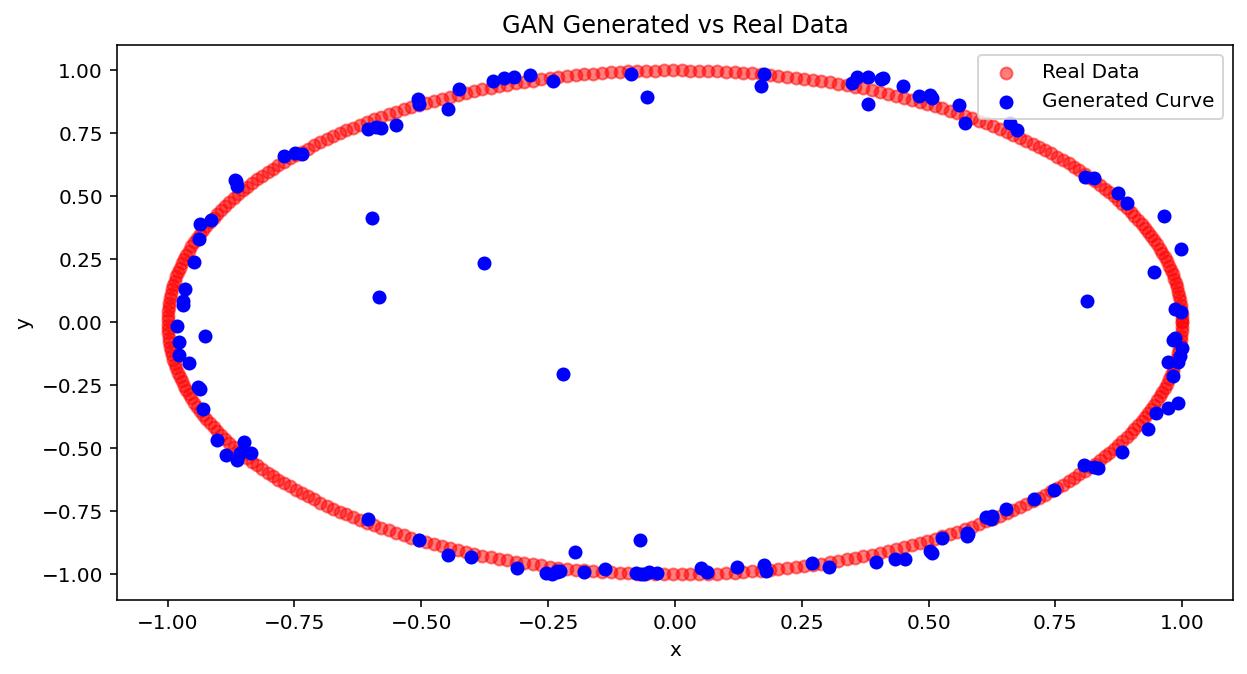 GAN Generated vs Real Data
Real Data
Generated Curve
1.00
0.75
0.50
0.25
0.00
−0.25
−0.50
−0.75
−1.00
y
−1.00 −0.75 −0.50 −0.25 0.00 0.25 0.50 0.75 1.00
x